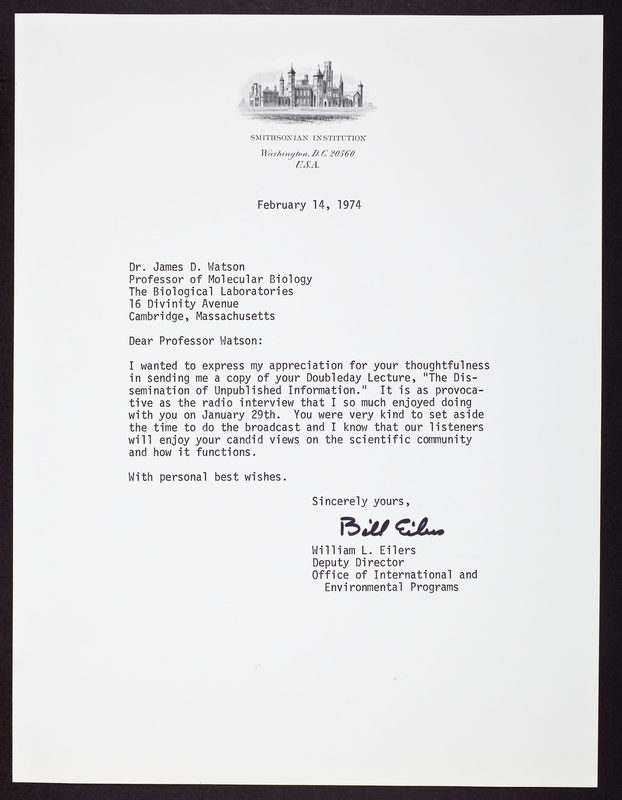 SMITHSONIAN INSTITUTION
Washington, D.C. 20560
U.S.A.
February 14, 1974
Dr. James D. Watson
Professor of Molecular Biology
The Biological Laboratories
16 Divinity Avenue
Cambridge, Massachusetts
Dear Professor Watson:
I wanted to express my appreciation for your thoughtfulness
in sending me a copy of your Doubleday Lecture, "The Dis-
semination of Unpublished Information."  It is as provoca-
tive as the radio interview that I so much enjoyed doing
with you on January 29th.  You were very kind to set aside
the time to do the broadcast and I know that our listeners
will enjoy your candid views on the scientific community
and how it functions.
With personal best wishes.
Sincerely yours,
Bill Eilers
William L. Eilers
Deputy Director
Office of International and
Environmental Programs